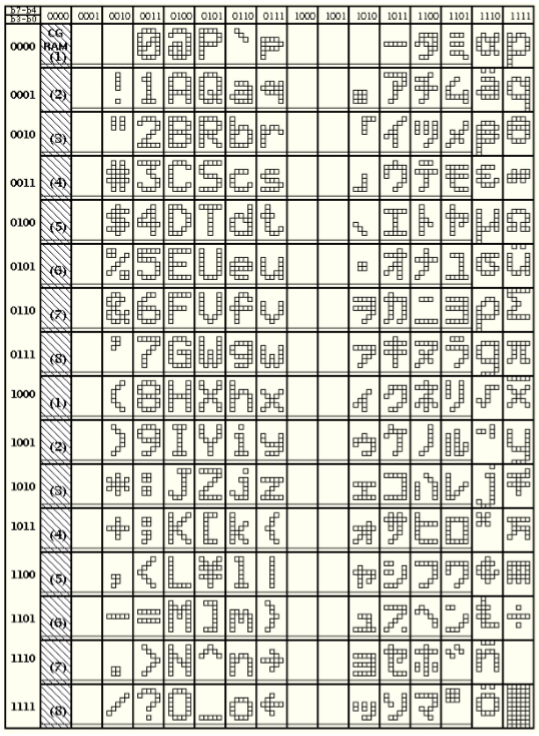 b7-b4 0000 0001 0010 0011 0100 0101 0110 0111 1000 1001 1010 1011 1100 1101 1110 1111
b3-b0
0000 CG RAM (1) 0 @ P ` p ー タ ミ α p
0001 (2) ! 1 A Q a q 。 ア チ ム ä q
0010 (3) " 2 B R b r 「 イ ツ メ β θ
0011 (4) # 3 C S c s 」 ウ テ モ ε ∞
0100 (5) $ 4 D T d t 、 エ ト ヤ μ Ω
0101 (6) % 5 E U e u ・ オ ナ ユ σ ü
0110 (7) & 6 F V f v ヲ カ ニ ヨ ρ Σ
0111 (8) ' 7 G W g w ァ キ ヌ ラ g π
1000 (1) ( 8 H X h x ィ ク ネ リ √ x̄
1001 (2) ) 9 I Y i y ゥ ケ ノ ル ⁻¹ y
1010 (3) * : J Z j z ェ コ ハ レ j 千
1011 (4) + ; K [ k { ォ サ ヒ ロ ˣ 万
1100 (5) , < L ¥ l | ャ シ フ ワ ¢ 円
1101 (6) - = M ] m } ュ ス ヘ ン £ ÷
1110 (7) . > N ^ n → ョ セ ホ ゛ ñ
1111 (8) / ? O _ o ← ッ ソ マ ゜ ö █